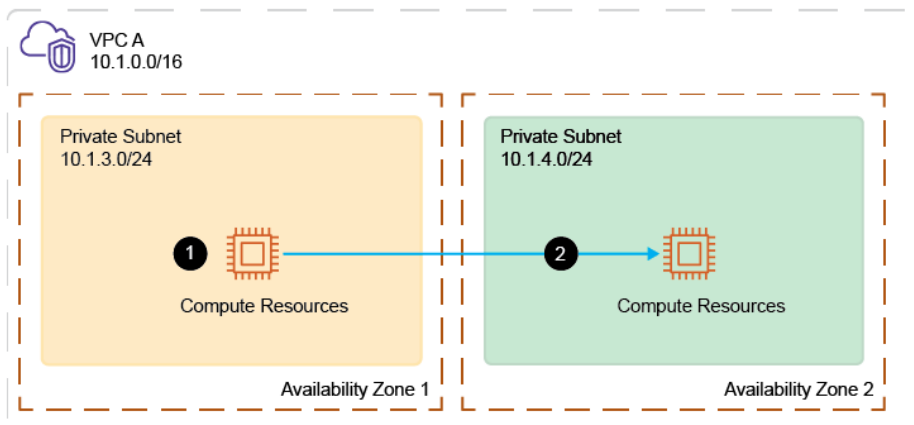 VPC A
10.1.0.0/16
Private Subnet
10.1.3.0/24
Private Subnet
10.1.4.0/24
1
2
Compute Resources
Compute Resources
Availability Zone 1
Availability Zone 2